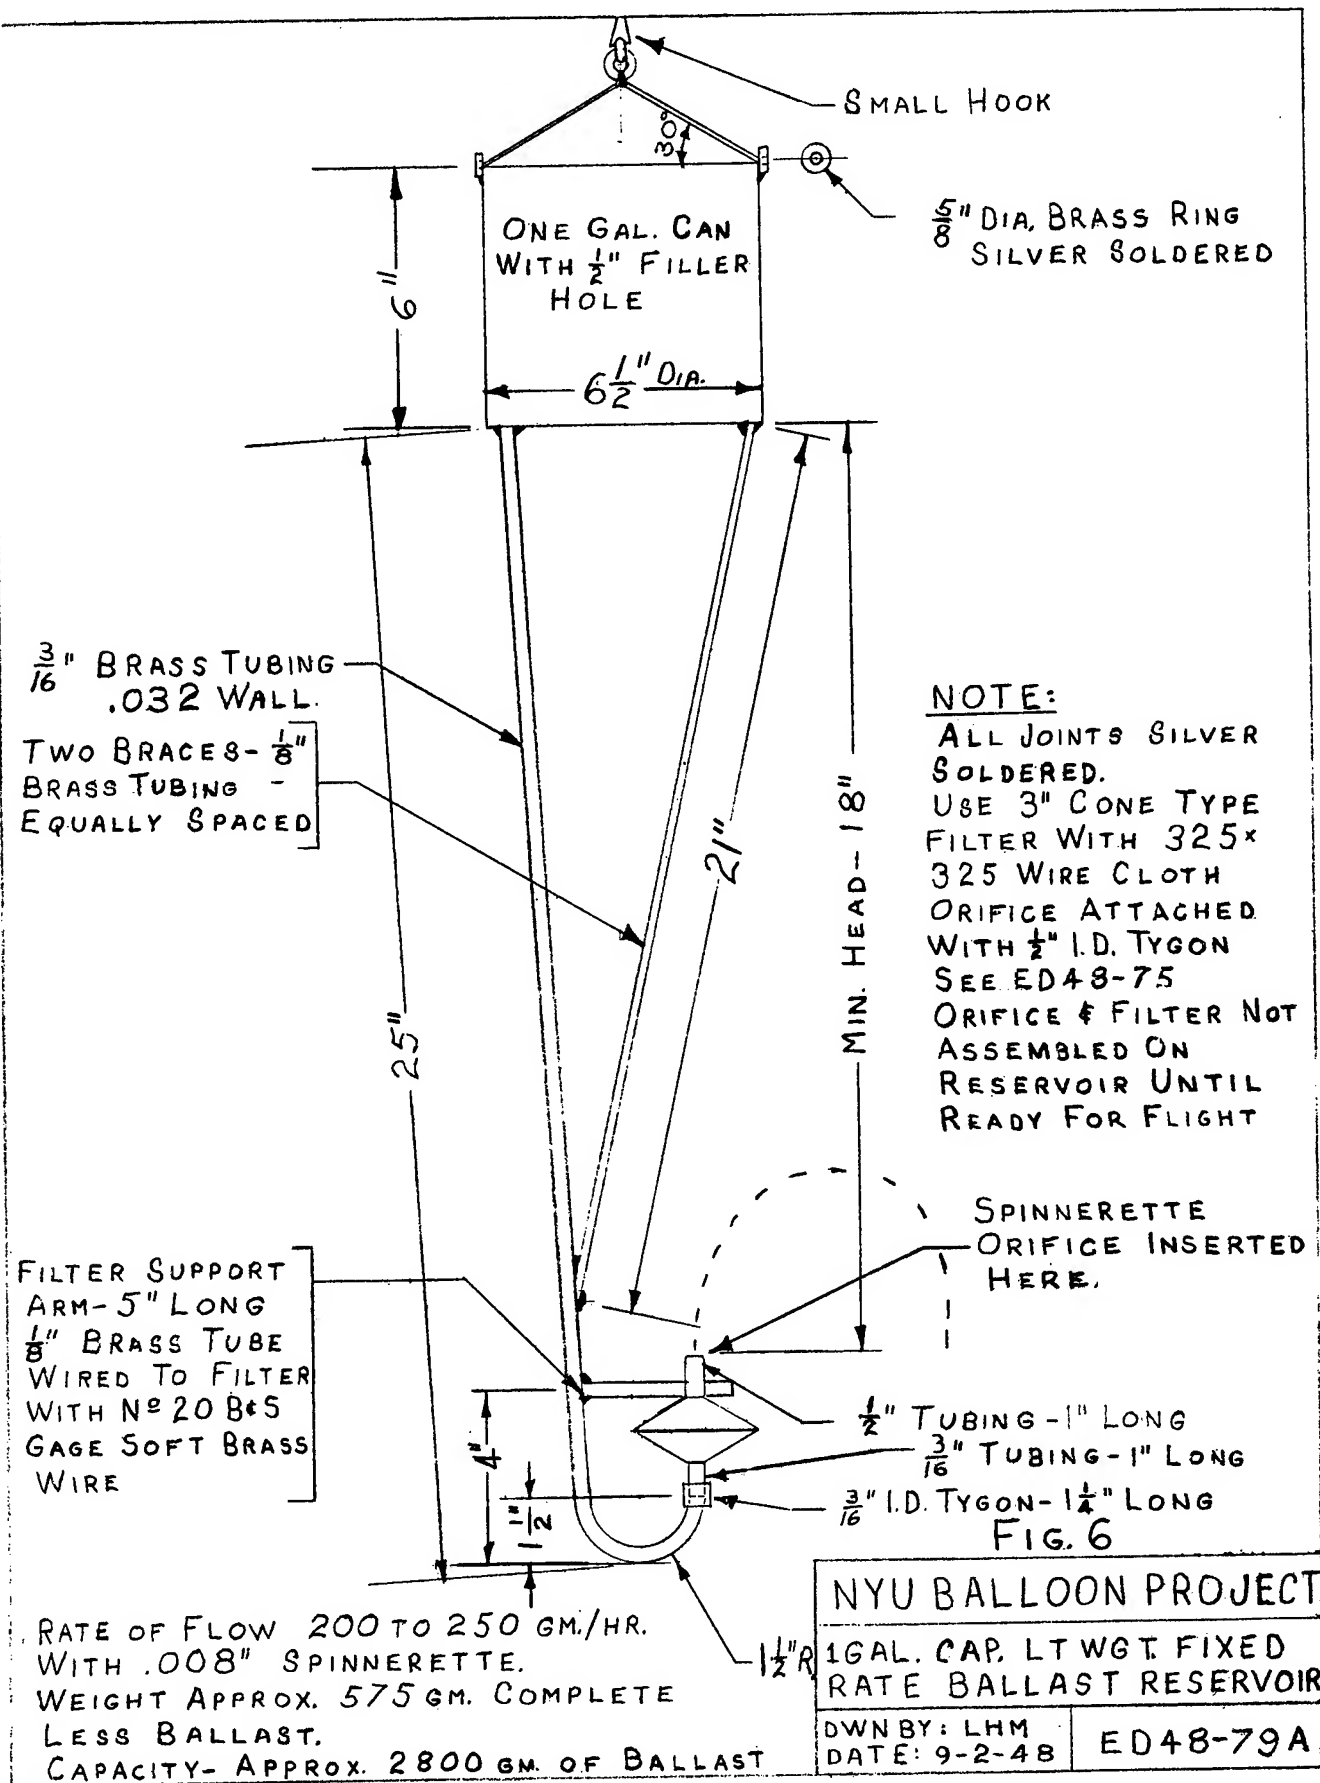 SMALL HOOK
30°
5/8" DIA. BRASS RING
SILVER SOLDERED
ONE GAL. CAN
WITH 1/2" FILLER
HOLE
6"
6 1/2" DIA.
3/16" BRASS TUBING
.032 WALL.
TWO BRACES- 1/8"
BRASS TUBING -
EQUALLY SPACED
25"
21"
MIN. HEAD- 18"
NOTE:
ALL JOINTS SILVER
SOLDERED.
USE 3" CONE TYPE
FILTER WITH 325x
325 WIRE CLOTH
ORIFICE ATTACHED
WITH 1/2" I.D. TYGON
SEE ED48-75
ORIFICE & FILTER NOT
ASSEMBLED ON
RESERVOIR UNTIL
READY FOR FLIGHT
SPINNERETTE
ORIFICE INSERTED
HERE.
FILTER SUPPORT
ARM- 5" LONG
1/8" BRASS TUBE
WIRED TO FILTER
WITH Nº 20 B&S
GAGE SOFT BRASS
WIRE
4"
1 1/2"
1/2" TUBING -1" LONG
3/16" TUBING-1" LONG
3/16" I.D. TYGON- 1 1/4" LONG
FIG. 6
1 1/2" R
RATE OF FLOW 200 TO 250 GM./HR.
WITH .008" SPINNERETTE.
WEIGHT APPROX. 575 GM. COMPLETE
LESS BALLAST.
CAPACITY- APPROX. 2800 GM. OF BALLAST
NYU BALLOON PROJECT
1 GAL. CAP. LT WGT. FIXED
RATE BALLAST RESERVOIR
DWN BY: LHM
DATE: 9-2-48
ED48-79A